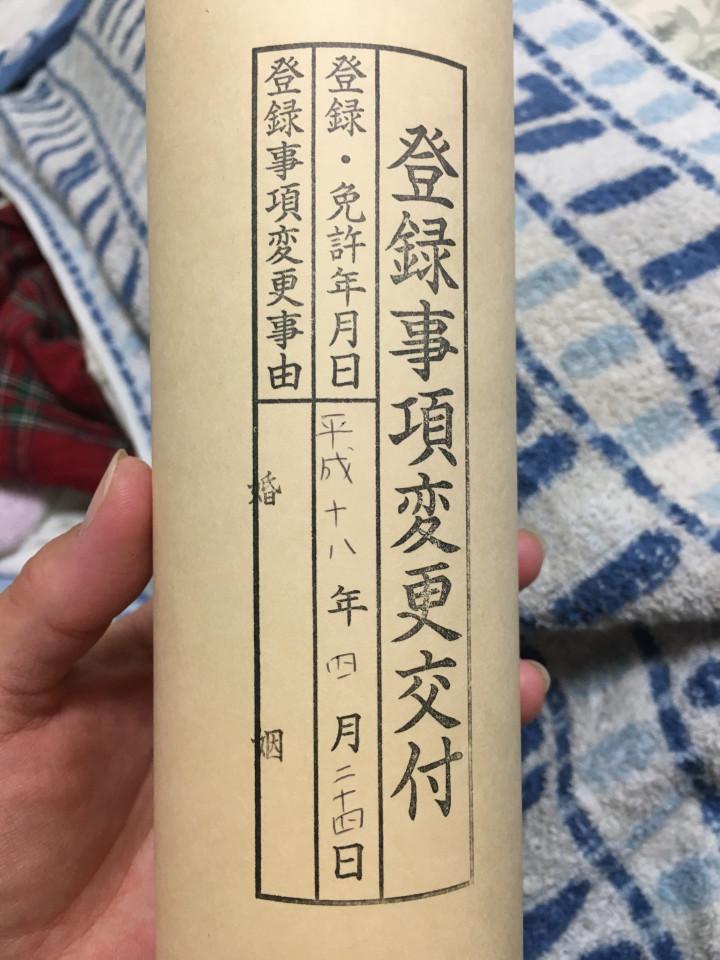 登録事項変更交付
登録・免許年月日
平成十八年四月二十四日
登録事項変更事由
婚姻